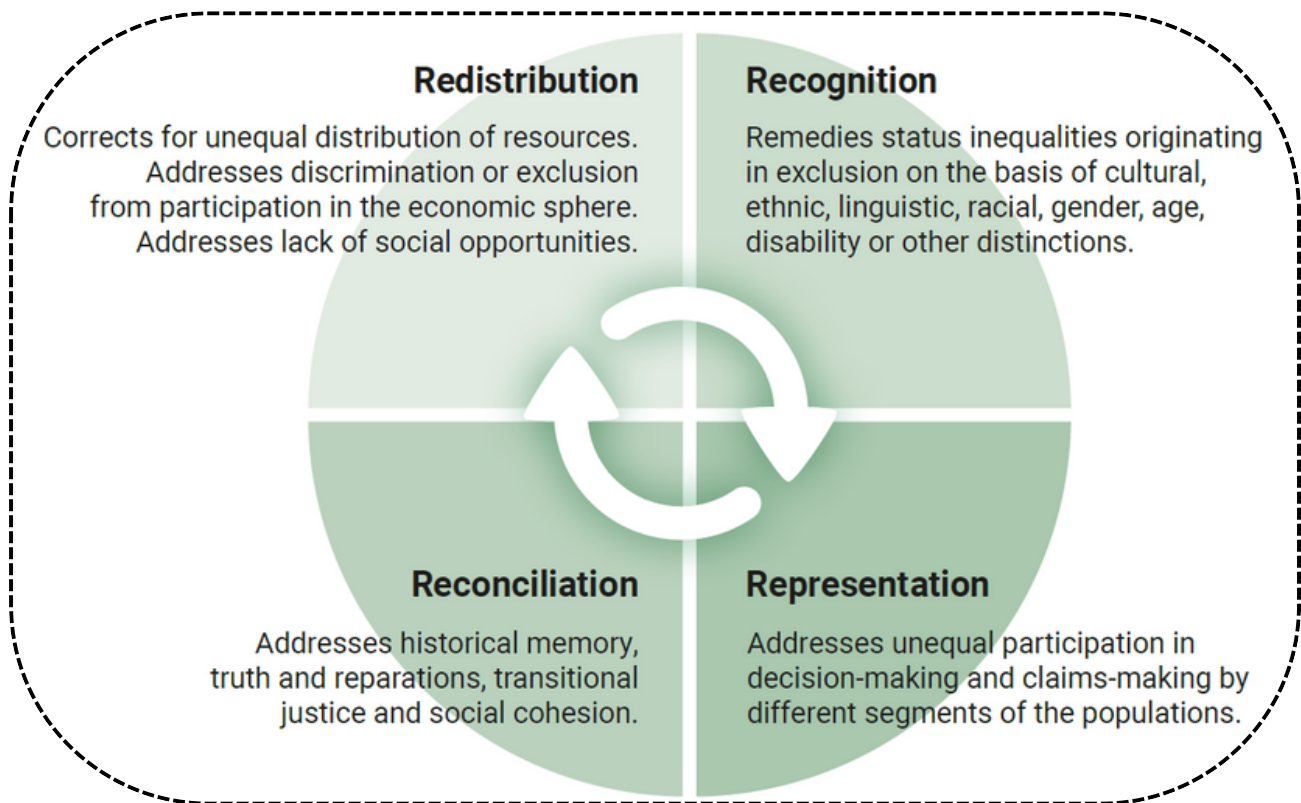 Redistribution
Corrects for unequal distribution of resources.
Addresses discrimination or exclusion
from participation in the economic sphere.
Addresses lack of social opportunities.
Recognition
Remedies status inequalities originating
in exclusion on the basis of cultural,
ethnic, linguistic, racial, gender, age,
disability or other distinctions.
Reconciliation
Addresses historical memory,
truth and reparations, transitional
justice and social cohesion.
Representation
Addresses unequal participation in
decision-making and claims-making by
different segments of the populations.